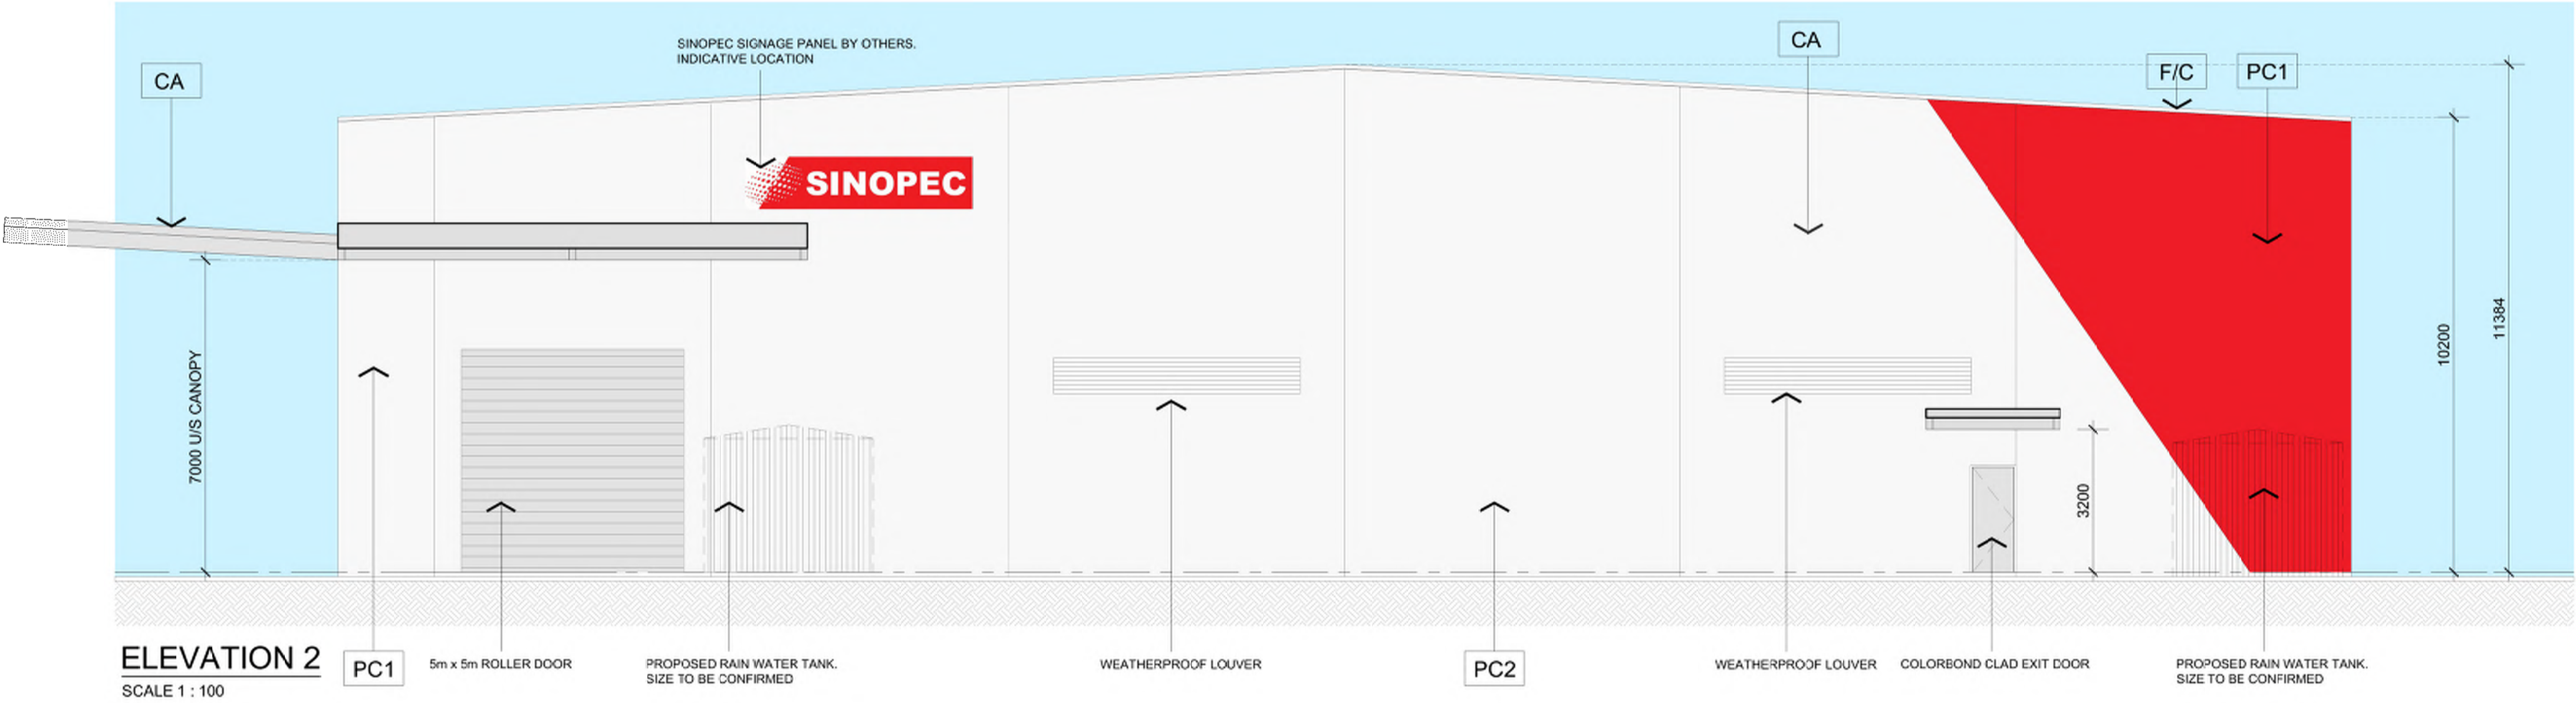 CA
SINOPEC SIGNAGE PANEL BY OTHERS.
INDICATIVE LOCATION
CA
F/C
PC1
SINOPEC
7000 U/S CANOPY
3200
10200
11384
ELEVATION 2
SCALE 1 : 100
PC1
5m x 5m ROLLER DOOR
PROPOSED RAIN WATER TANK.
SIZE TO BE CONFIRMED
WEATHERPROOF LOUVER
PC2
WEATHERPROOF LOUVER
COLORBOND CLAD EXIT DOOR
PROPOSED RAIN WATER TANK.
SIZE TO BE CONFIRMED